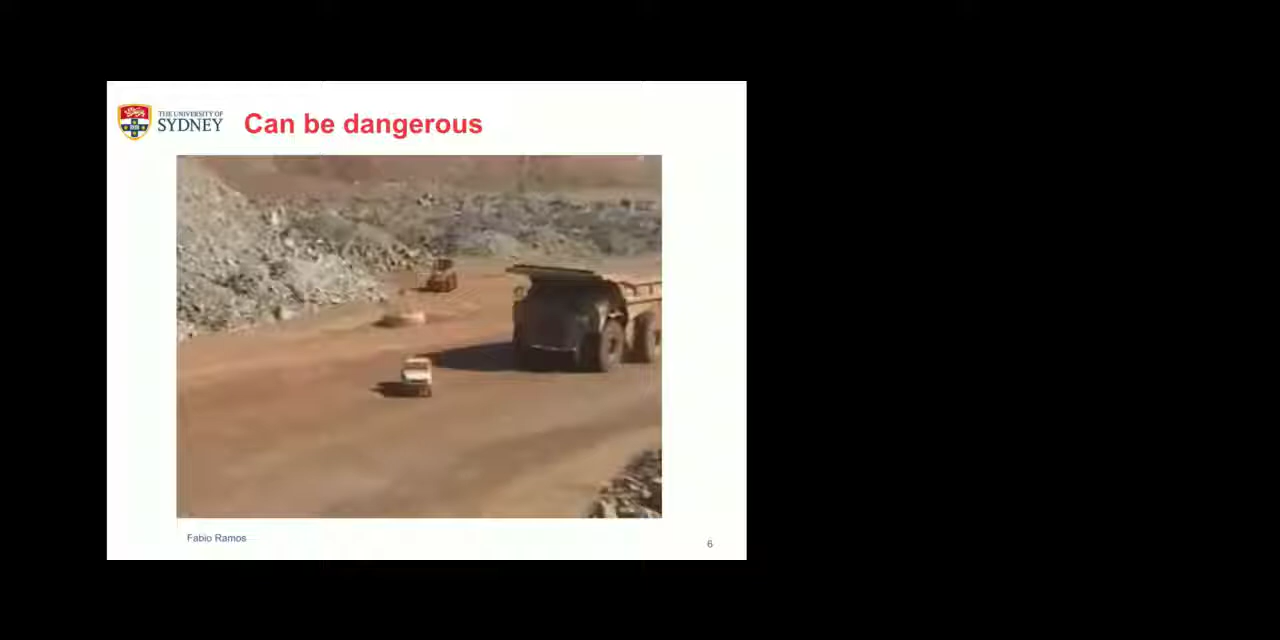 THE UNIVERSITY OF
SYDNEY
Can be dangerous
Fabio Ramos
6